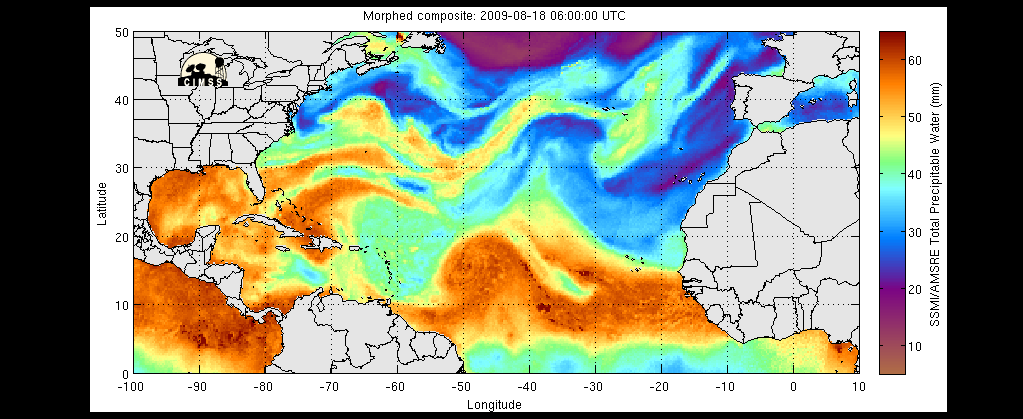 Morphed composite: 2009-08-18 06:00:00 UTC
50
40
30
20
10
0
Latitude
CIMSS
-100 -90 -80 -70 -60 -50 -40 -30 -20 -10 0 10
Longitude
60
50
40
30
20
10
SSMI/AMSRE Total Precipitable Water (mm)